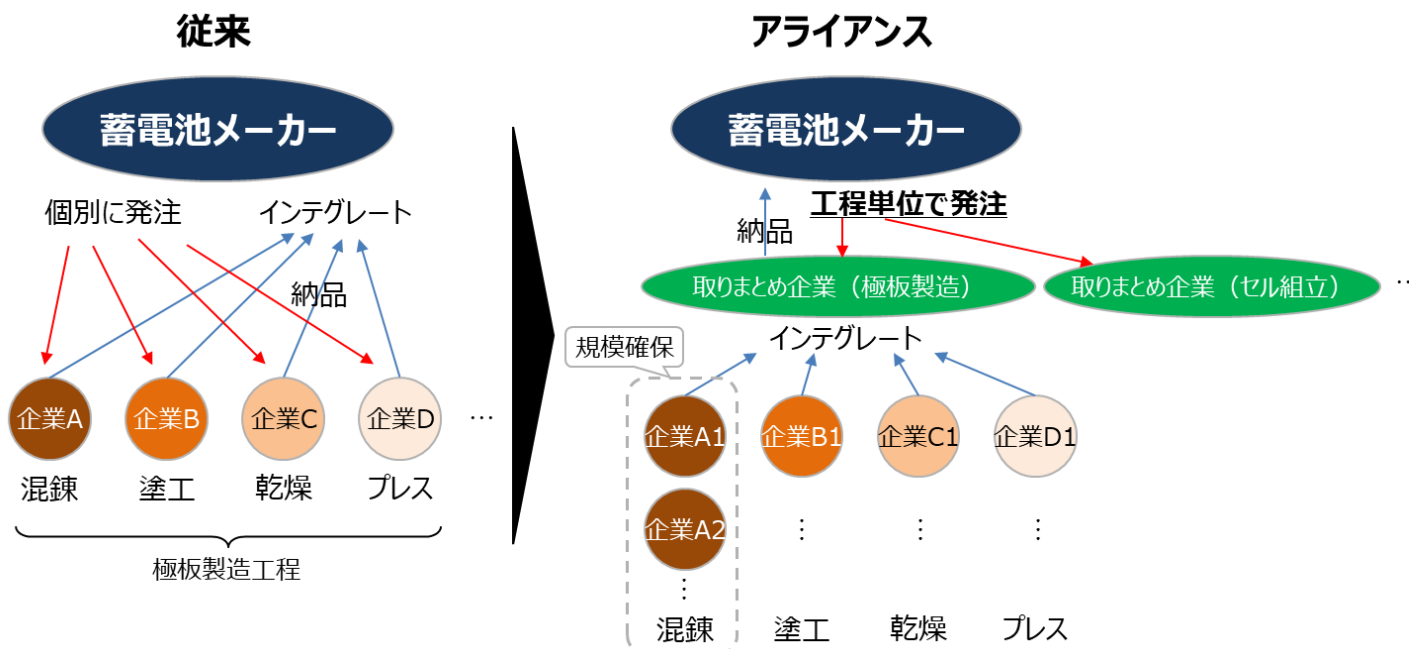 従来
蓄電池メーカー
個別に発注
インテグレート
納品
企業A
企業B
企業C
企業D
…
混錬
塗工
乾燥
プレス
極板製造工程
アライアンス
蓄電池メーカー
工程単位で発注
納品
取りまとめ企業（極板製造）
取りまとめ企業（セル組立）
…
インテグレート
規模確保
企業A1
企業B1
企業C1
企業D1
企業A2
⋮
⋮
⋮
⋮
混錬
塗工
乾燥
プレス